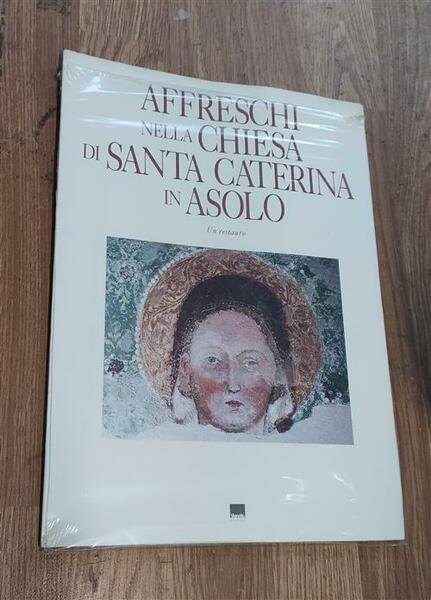 AFFRESCHI
NELLA CHIESA
DI SANTA CATERINA
IN ASOLO
Un restauro